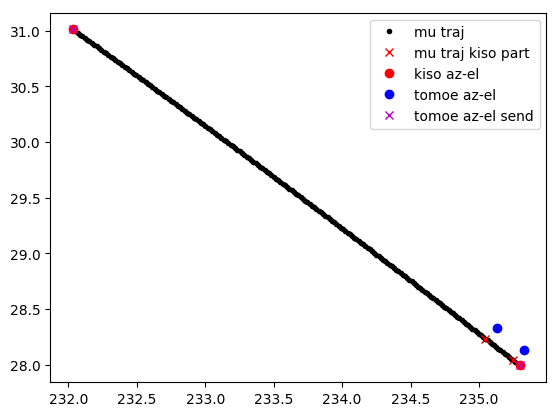 31.0
30.5
30.0
29.5
29.0
28.5
28.0
232.0 232.5 233.0 233.5 234.0 234.5 235.0
mu traj
mu traj kiso part
kiso az-el
tomoe az-el
tomoe az-el send